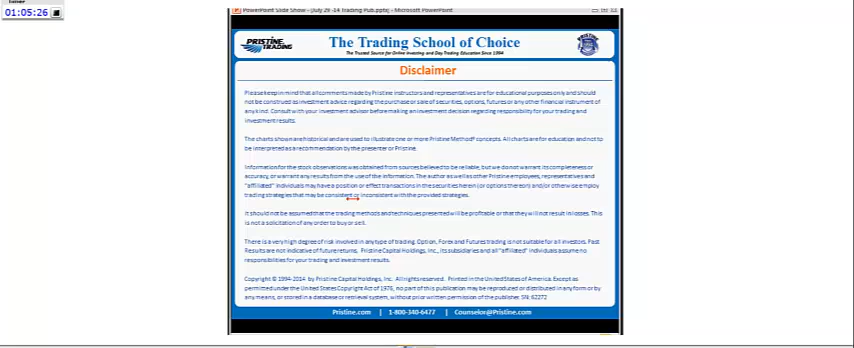 Timer
01:05:26
PowerPoint Slide Show - [July 29 -14 Trading Pub.pptx] - Microsoft PowerPoint
PRISTINE
TRADING
The Trading School of Choice
The Trusted Source for Online Investing and Day Trading Education Since 1994
Disclaimer
Please keep in mind that all comments made by Pristine instructors and representatives are for educational purposes only and should
not be construed as investment advice regarding the purchase or sale of securities, options, futures or any other financial instrument of
any kind. Consult with your investment advisor before making an investment decision regarding responsibility for your trading and
investment results.
The charts shown are historical and are used to illustrate one or more Pristine Method® concepts. All charts are for education and not to
be interpreted as a recommendation by the presenter or Pristine.
Information for the stock observations was obtained from sources believed to be reliable, but we do not warrant its completeness or
accuracy, or warrant any results from the use of the information. The author as well as other Pristine employees, representatives and
"affiliated" individuals may have a position or effect transactions in the securities herein (or options thereon) and/or otherwise employ
trading strategies that may be consistent or inconsistent with the provided strategies.
It should not be assumed that the trading methods and techniques presented will be profitable or that they will not result in losses. This
is not a solicitation of any order to buy or sell.
There is a very high degree of risk involved in any type of trading. Option, Forex and Futures trading is not suitable for all investors. Past
Results are not indicative of future returns. Pristine Capital Holdings, Inc., its subsidiaries and all "affiliated" individuals assume no
responsibilities for your trading and investment results.
Copyright © 1994-2014 by Pristine Capital Holdings, Inc. All rights reserved. Printed in the United States of America. Except as
permitted under the United States Copyright Act of 1976, no part of this publication may be reproduced or distributed in any form or by
any means, or stored in a database or retrieval system, without prior written permission of the publisher. SN: 62272
Pristine.com | 1-800-340-6477 | Counselor@Pristine.com